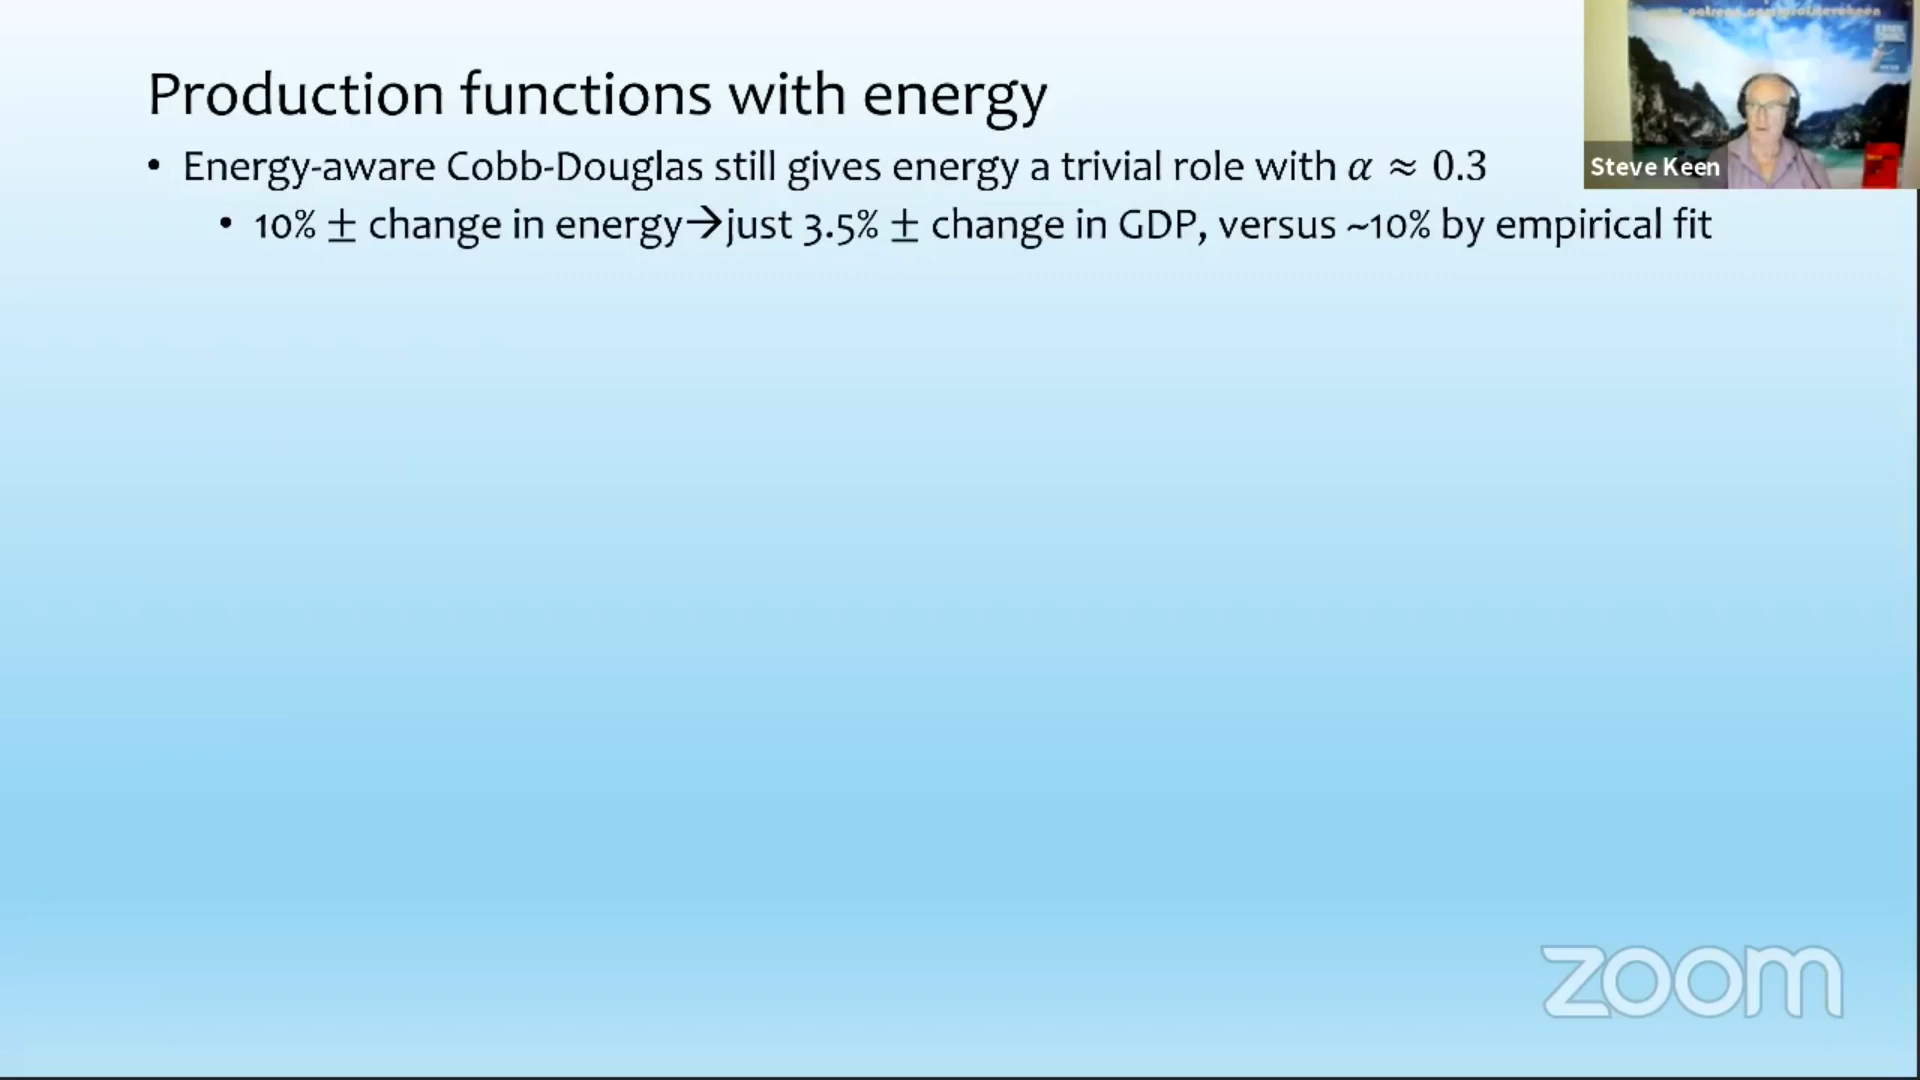 Production functions with energy
• Energy-aware Cobb-Douglas still gives energy a trivial role with α ≈ 0.3
• 10% ± change in energy→just 3.5% ± change in GDP, versus ~10% by empirical fit
Steve Keen
zoom